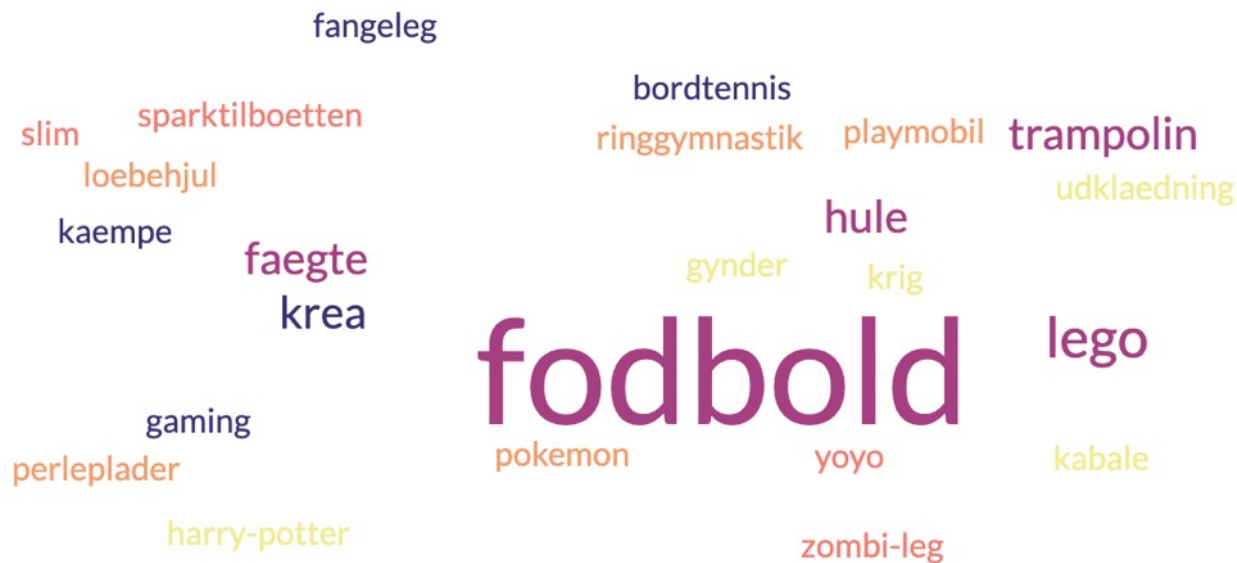 fangeleg
bordtennis
sparktilboetten
slim
ringgymnastik
playmobil
trampolin
loebehjul
udklaedning
kaempe
hule
faegte
gynder
krig
krea
fodbold
lego
gaming
pokemon
yoyo
kabale
perleplader
harry-potter
zombi-leg